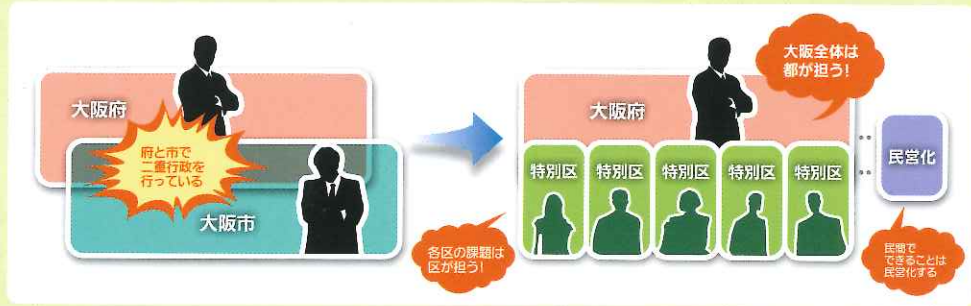 大阪府
府と市で
二重行政を
行っている
大阪市
大阪全体は
都が担う!
大阪府
特別区 特別区 特別区 特別区 特別区
民営化
各区の課題は
区が担う!
民間で
できることは
民営化する